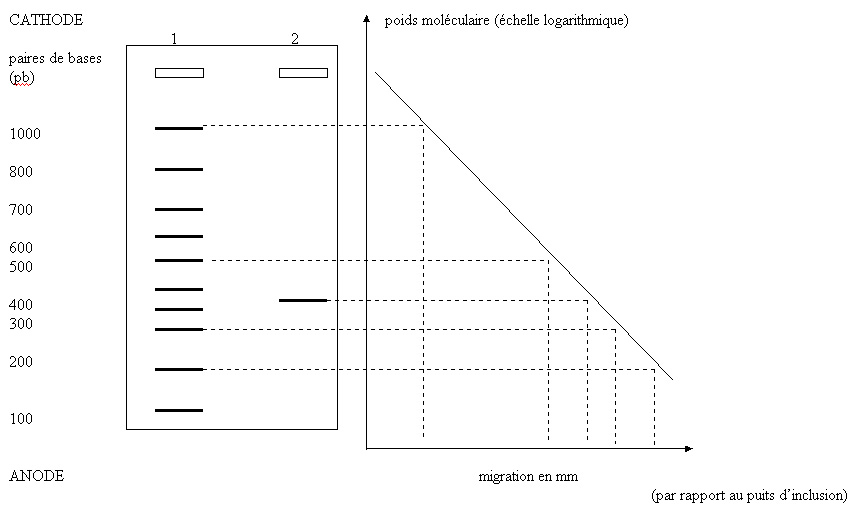 CATHODE
poids moléculaire (échelle logarithmique)
1
2
paires de bases
(pb)
1000
800
700
600
500
400
300
200
100
ANODE
migration en mm
(par rapport au puits d’inclusion)